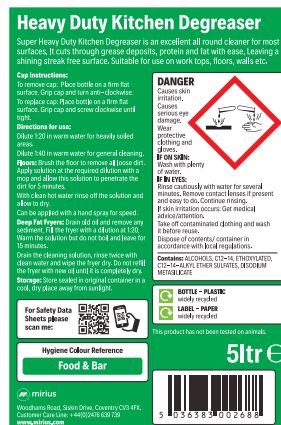 Heavy Duty Kitchen Degreaser
Super Heavy Duty Kitchen Degreaser is an excellent all round cleaner for most
surfaces, It cuts through grease deposits, protein and fat with ease, Leaving a
shining streak free surface. Suitable for use on work tops, floors, walls etc.
Cap instructions:
To remove cap: Place bottle on a firm flat
surface. Grip cap and turn anti-clockwise.
To replace cap: Place bottle on a firm flat
surface. Grip cap and screw clockwise until
tight.
Directions for use:
Dilute 1:20 in warm water for heavily soiled
areas.
Dilute 1:40 in warm water for general cleaning.
Floors: Brush the floor to remove all loose dirt.
Apply solution at the required dilution with a
mop and allow this solution to penetrate the
dirt for 5 minutes.
With clean hot water rinse off the solution and
allow to dry.
Can be applied with a hand spray for speed.
Deep Fat Fryers: Drain old oil and remove any
sediment, Fill the fryer with a dilution at 1:20,
Warm the solution but do not boil and leave for
15 minutes.
Drain the cleaning solution, rinse twice with
clean water and wipe the fryer dry. Do not refill
the fryer with new oil until it is completely dry.
Storage: Store sealed in original container in a
cool, dry place away from sunlight.
For Safety Data
Sheets please
scan me:
Hygiene Colour Reference
Food & Bar
mirius
Woodhams Road, Siskin Drive, Coventry CV3 4FX.
Customer Care Line: +44(0)2476 639 739
www.mirius.com
DANGER
Causes skin
irritation.
Causes
serious eye
damage.
Wear
protective
clothing and
gloves.
IF ON SKIN:
Wash with plenty
of water.
IF IN EYES:
Rinse cautiously with water for several
minutes. Remove contact lenses if present
and easy to do. Continue rinsing.
If skin irritation occurs: Get medical
advice/attention.
Take off contaminated clothing and wash
it before reuse.
Dispose of contents/ container in
accordance with local regulations.
Contains: ALCOHOLS, C12-14, ETHOXYLATED,
C12-14-ALKYL ETHER SULFATES, DISODIUM
METASILICATE
BOTTLE - PLASTIC
widely recycled
LABEL - PAPER
widely recycled
This product has not been tested on animals.
5ltr e
5 036383 002688